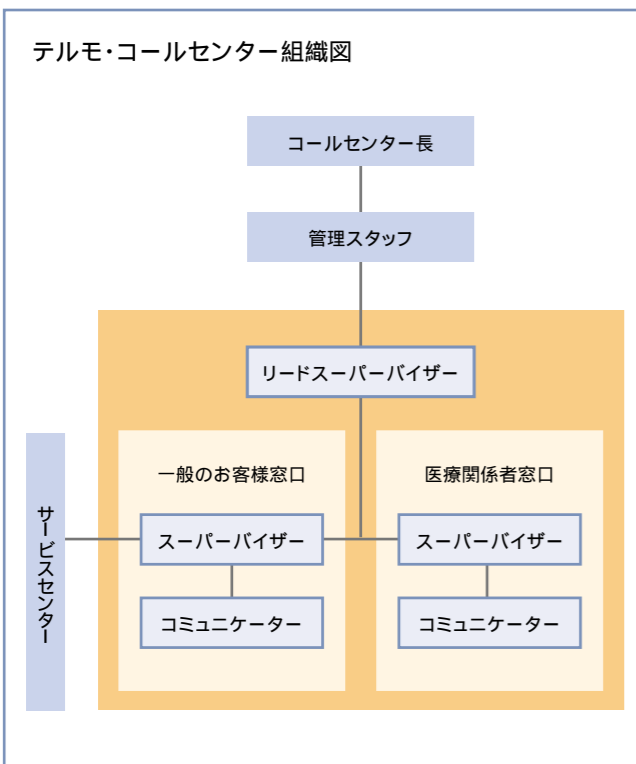 テルモ・コールセンター組織図
コールセンター長
管理スタッフ
リードスーパーバイザー
一般のお客様窓口
医療関係者窓口
サービスセンター
スーパーバイザー
スーパーバイザー
コミュニケーター
コミュニケーター